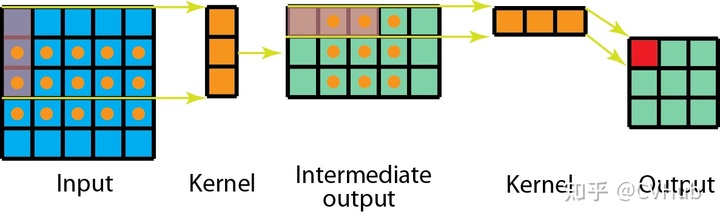 Input
Kernel
Intermediate
output
Kernel
Output
知乎 @CVHub